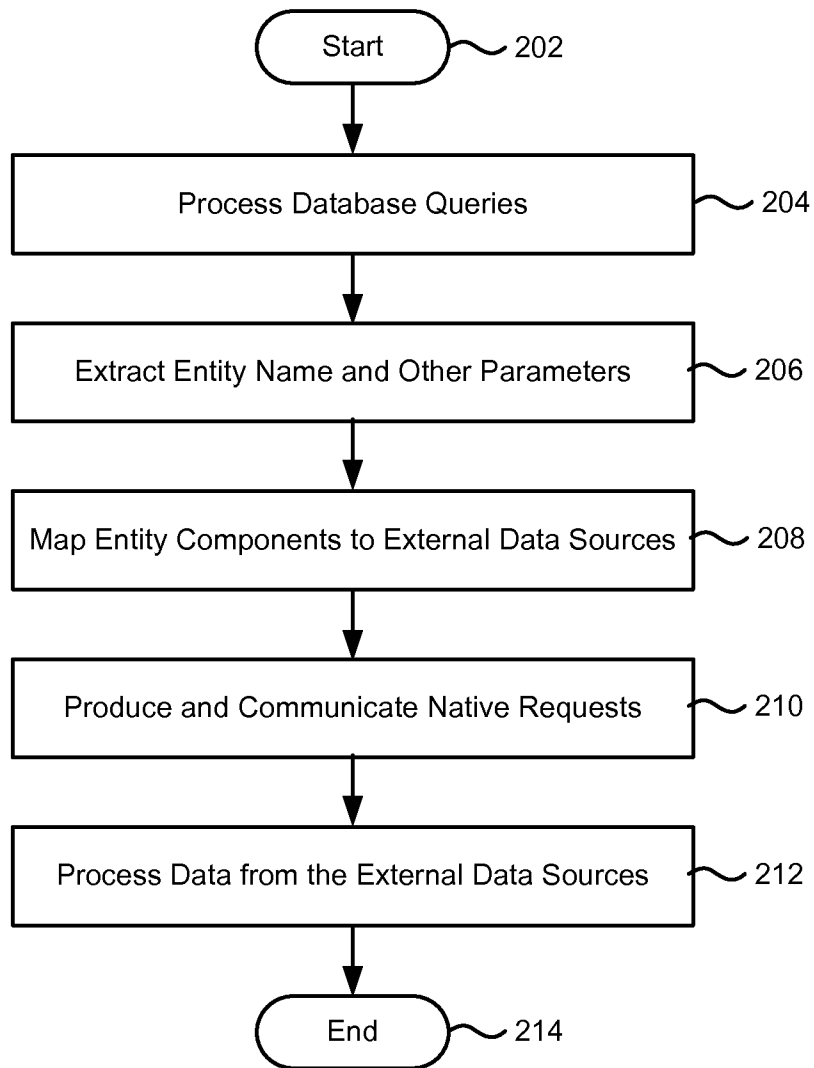 Start 202
Process Database Queries 204
Extract Entity Name and Other Parameters 206
Map Entity Components to External Data Sources 208
Produce and Communicate Native Requests 210
Process Data from the External Data Sources 212
End 214